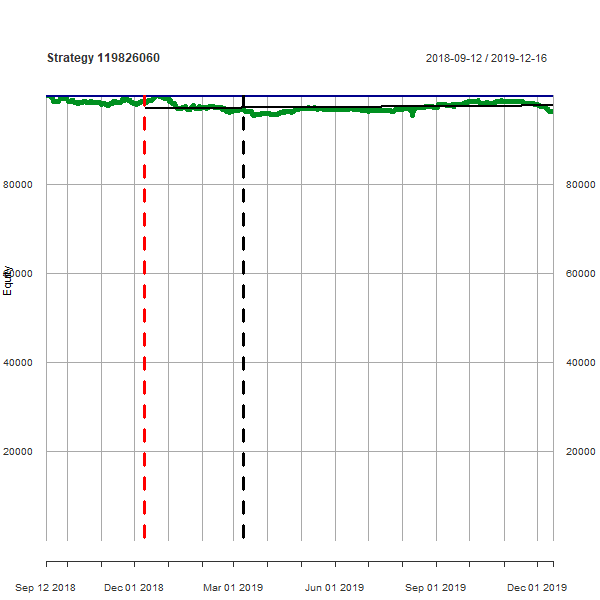 Strategy 119826060
2018-09-12 / 2019-12-16
80000
80000
Equity
60000
60000
40000
40000
20000
20000
Sep 12 2018
Dec 01 2018
Mar 01 2019
Jun 01 2019
Sep 01 2019
Dec 01 2019